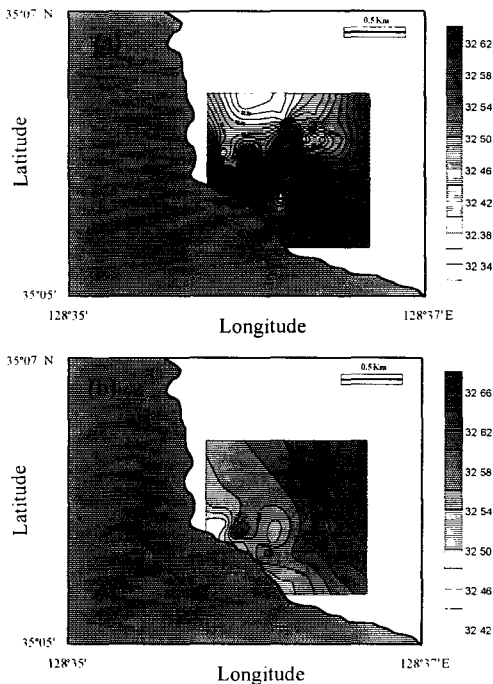 35°07' N
0.5 Km
32 62
32 58
32 54
32 50
32 46
32 42
32 38
32 34
Latitude
35°05'
128°35'
128°37'E
Longitude
35°07 N
(b)
0.5 Km
32 66
32 62
32 58
32 54
32 50
32 46
32 42
Latitude
35°05'
128°35'
128°37'E
Longitude